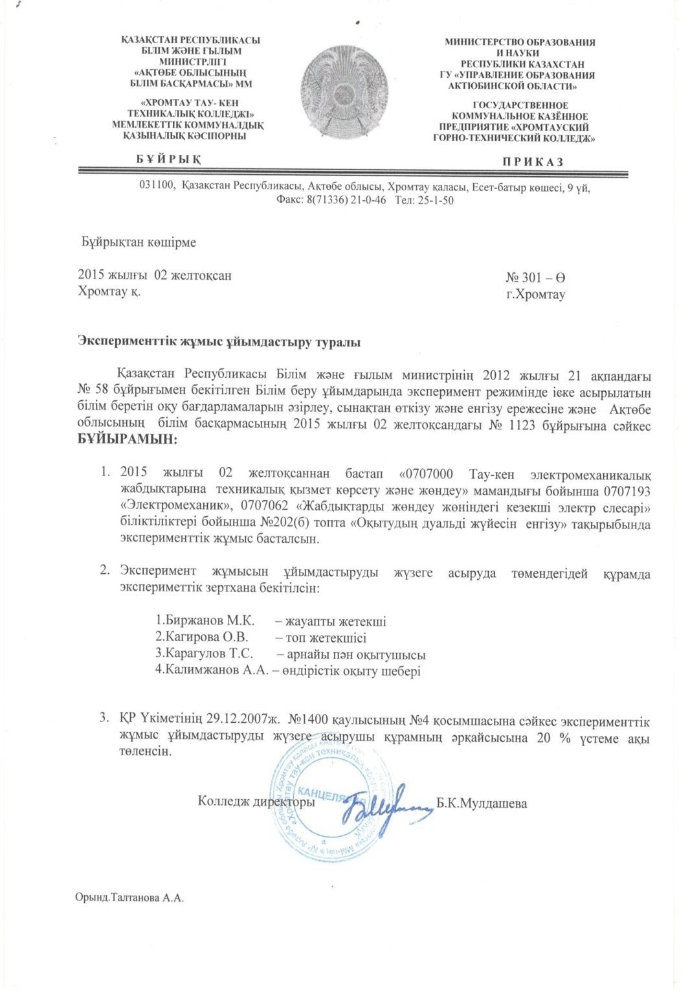 ҚАЗАҚСТАН РЕСПУБЛИКАСЫ
БІЛІМ ЖӘНЕ ҒЫЛЫМ
МИНИСТРЛІГІ
«АҚТӨБЕ ОБЛЫСЫНЫҢ
БІЛІМ БАСҚАРМАСЫ» ММ
«ХРОМТАУ ТАУ- КЕН
ТЕХНИКАЛЫҚ КОЛЛЕДЖІ»
МЕМЛЕКЕТТІК КОММУНАЛДЫҚ
ҚАЗЫНАЛЫҚ КӘСІПОРНЫ
Б Ұ Й Р Ы Қ
МИНИСТЕРСТВО ОБРАЗОВАНИЯ
И НАУКИ
РЕСПУБЛИКИ КАЗАХСТАН
ГУ «УПРАВЛЕНИЕ ОБРАЗОВАНИЯ
АКТЮБИНСКОЙ ОБЛАСТИ»
ГОСУДАРСТВЕННОЕ
КОММУНАЛЬНОЕ КАЗЁННОЕ
ПРЕДПРИЯТИЕ «ХРОМТАУСКИЙ
ГОРНО-ТЕХНИЧЕСКИЙ КОЛЛЕДЖ»
П Р И К А З
031100, Қазақстан Республикасы, Ақтөбе облысы, Хромтау қаласы, Есет-батыр көшесі, 9 үй,
Факс: 8(71336) 21-0-46 Тел: 25-1-50
Бұйрықтан көшірме
2015 жылғы 02 желтоқсан № 301 – Ө
Хромтау қ. г.Хромтау
Эксперименттік жұмыс ұйымдастыру туралы
Қазақстан Республикасы Білім және ғылым министрінің 2012 жылғы 21 ақпандағы
№ 58 бұйрығымен бекітілген Білім беру ұйымдарында эксперимент режимінде іске асырылатын
білім беретін оқу бағдарламаларын әзірлеу, сынақтан өткізу және енгізу ережесіне және Ақтөбе
облысының білім басқармасының 2015 жылғы 02 желтоқсандағы № 1123 бұйрығына сәйкес
БҰЙЫРАМЫН:
1. 2015 жылғы 02 желтоқсаннан бастап «0707000 Тау-кен электромеханикалық
жабдықтарына техникалық қызмет көрсету және жөндеу» мамандығы бойынша 0707193
«Электромеханик», 0707062 «Жабдықтарды жөндеу жөніндегі кезекші электр слесарі»
біліктіліктері бойынша №202(б) топта «Оқытудың дуальді жүйесін енгізу» тақырыбында
эксперименттік жұмыс басталсын.
2. Эксперимент жұмысын ұйымдастыруды жүзеге асыруда төмендегідей құрамда
экспериметтік зертхана бекітілсін:
1.Биржанов М.К. – жауапты жетекші
2.Кагирова О.В. – топ жетекшісі
3.Карагулов Т.С. – арнайы пән оқытушысы
4.Калимжанов А.А. – өндірістік оқыту шебері
3. ҚР Үкіметінің 29.12.2007ж. №1400 қаулысының №4 қосымшасына сәйкес эксперименттік
жұмыс ұйымдастыруды жүзеге асырушы құрамның әрқайсысына 20 % үстеме ақы
төленсін.
КАНЦЕЛЯРИЯ
Колледж директоры Б.К.Мулдашева
Орынд.Талтанова А.А.